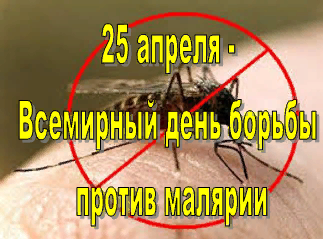 25 апреля -
Всемирный день борьбы
против малярии